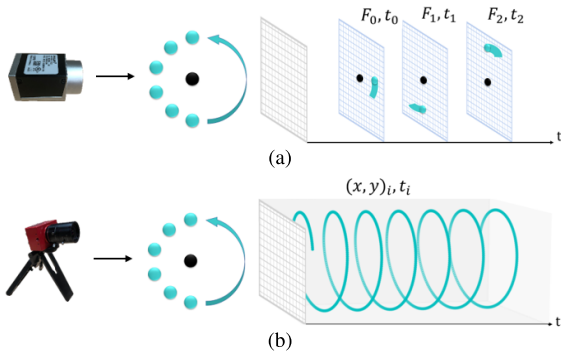 F₀, t₀ F₁, t₁ F₂, t₂
t
(a)
(x, y)ᵢ, tᵢ
t
(b)